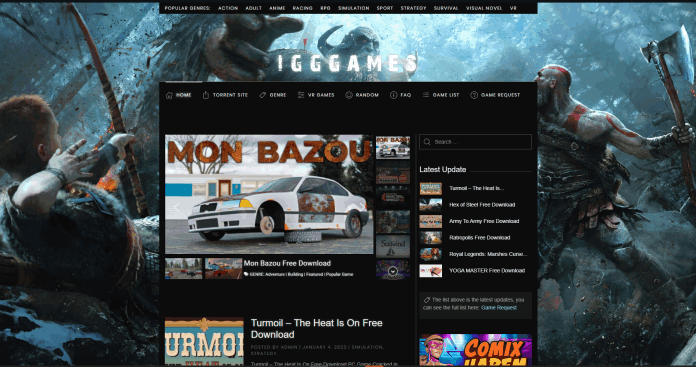 POPULAR GENRES: ACTION ADULT ANIME RACING RPG SIMULATION SPORT STRATEGY SURVIVAL VISUAL NOVEL VR
IGGGAMES
HOME TORRENT SITE GENRE VR GAMES RANDOM FAQ GAME LIST GAME REQUEST
MON BAZOU
Mon Bazou Free Download
GENRE: Adventure | Building | Featured | Popular Game
Turmoil – The Heat Is On Free
Download
POSTED BY ADMIN | JANUARY 4, 2022 | SIMULATION,
STRATEGY
Turmoil – The Heat Is On Free Download PC Game Cracked in
Search ...
Latest Update
Turmoil – The Heat Is...
Hex of Steel Free Download
Army To Army Free Download
Ratropolis Free Download
Royal Legends: Marshes Curse...
YOGA MASTER Free Download
The list above is the latest updates, you
can see the full list here: Game Request
COMIX
HAREM